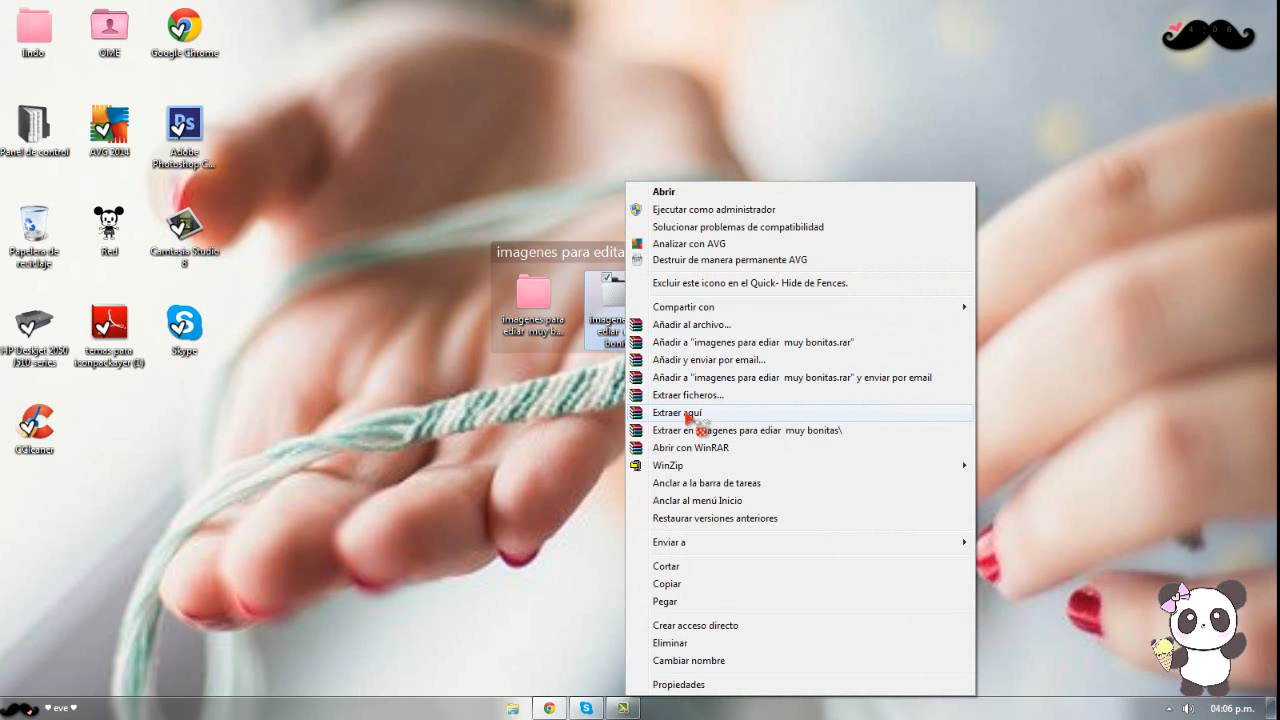 lindo
OME
Google Chrome
4 : 0 6
Panel de control
AVG 2014
Adobe
Photoshop C...
Papelera de
reciclaje
Red
Camtasia Studio
8
HP Deskjet 2050
J510 series
temas para
iconpackager (1)
Skype
CCleaner
imagenes para edita
imagenes para
ediar muy b...
Abrir
Ejecutar como administrador
Solucionar problemas de compatibilidad
Analizar con AVG
Destruir de manera permanente AVG
Excluir este icono en el Quick- Hide de Fences.
Compartir con
Añadir al archivo...
Añadir a "imagenes para ediar muy bonitas.rar"
Añadir y enviar por email...
Añadir a "imagenes para ediar muy bonitas.rar" y enviar por email
Extraer ficheros...
Extraer aquí
Extraer en imagenes para ediar muy bonitas\
Abrir con WinRAR
WinZip
Anclar a la barra de tareas
Anclar al menú Inicio
Restaurar versiones anteriores
Enviar a
Cortar
Copiar
Pegar
Crear acceso directo
Eliminar
Cambiar nombre
Propiedades
♥ eve ♥
04:06 p.m.